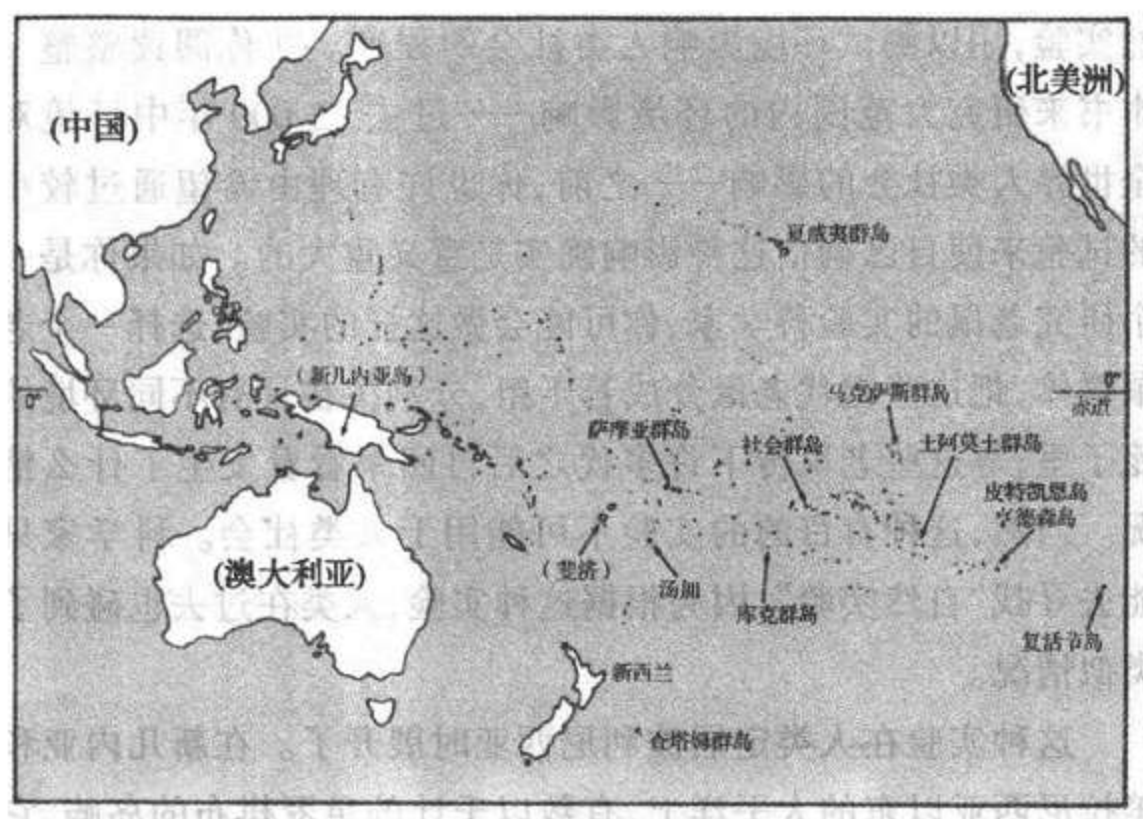 (北美洲)
(中国)
夏威夷群岛
(新几内亚岛)
0°
0°
赤道
马克萨斯群岛
萨摩亚群岛
社会群岛
土阿莫土群岛
皮特凯恩岛
亨德森岛
(澳大利亚)
(斐济)
汤加
库克群岛
复活节岛
新西兰
查塔姆群岛